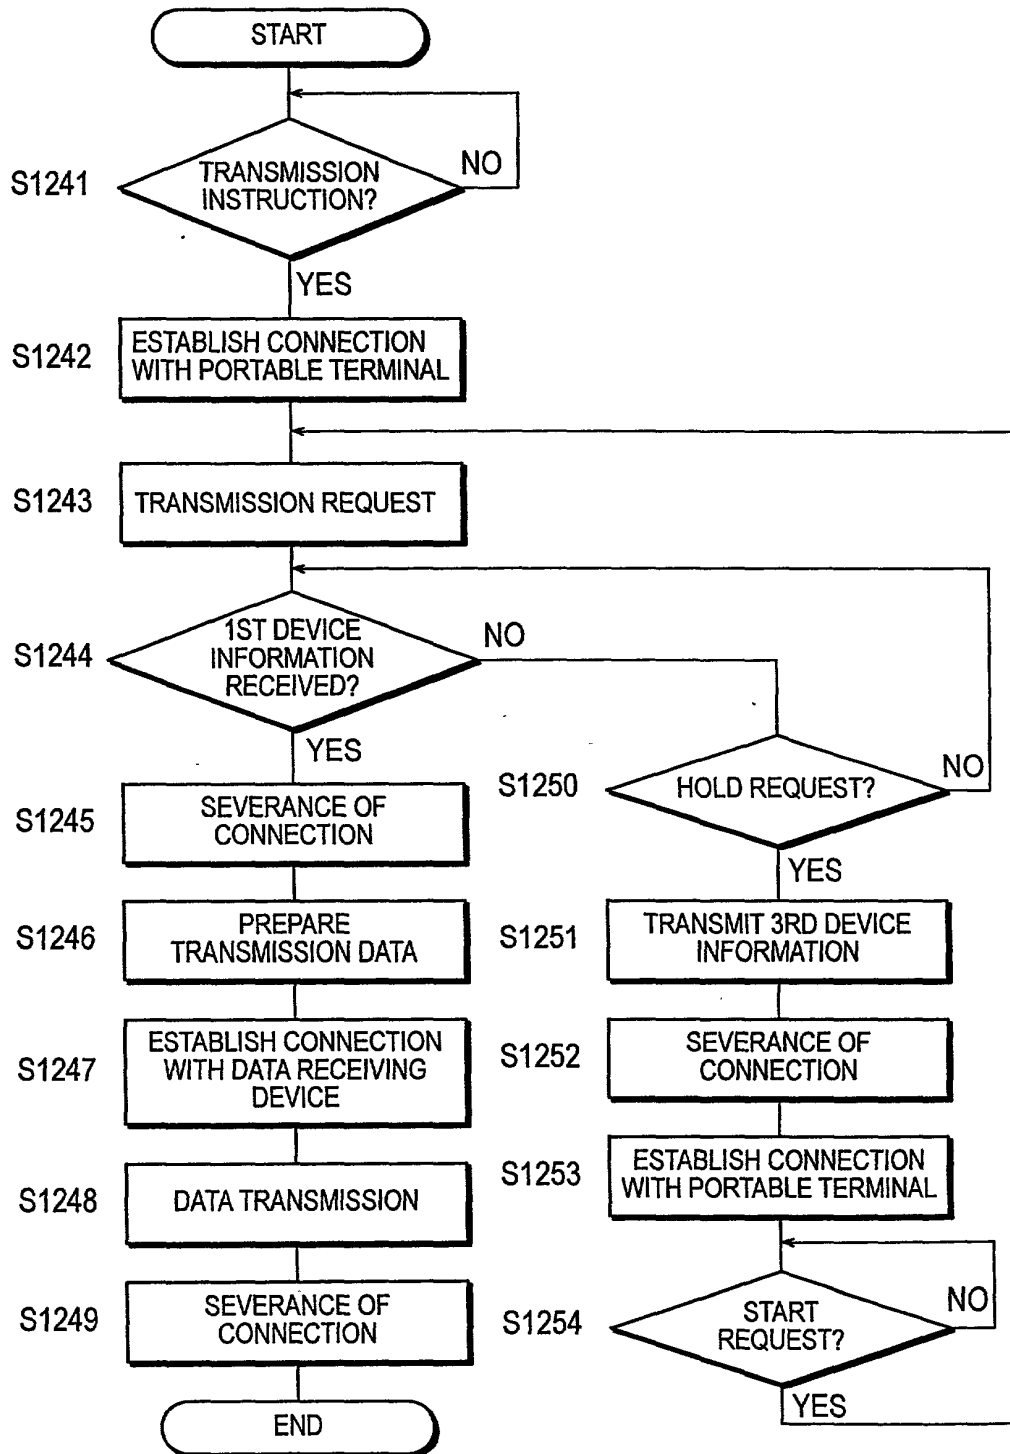 START
S1241
TRANSMISSION
INSTRUCTION?
NO
YES
S1242
ESTABLISH CONNECTION
WITH PORTABLE TERMINAL
S1243
TRANSMISSION REQUEST
S1244
1ST DEVICE
INFORMATION
RECEIVED?
NO
YES
S1245
SEVERANCE OF
CONNECTION
S1246
PREPARE
TRANSMISSION DATA
S1247
ESTABLISH CONNECTION
WITH DATA RECEIVING
DEVICE
S1248
DATA TRANSMISSION
S1249
SEVERANCE OF
CONNECTION
END
S1250
HOLD REQUEST?
NO
YES
S1251
TRANSMIT 3RD DEVICE
INFORMATION
S1252
SEVERANCE OF
CONNECTION
S1253
ESTABLISH CONNECTION
WITH PORTABLE TERMINAL
S1254
START
REQUEST?
NO
YES